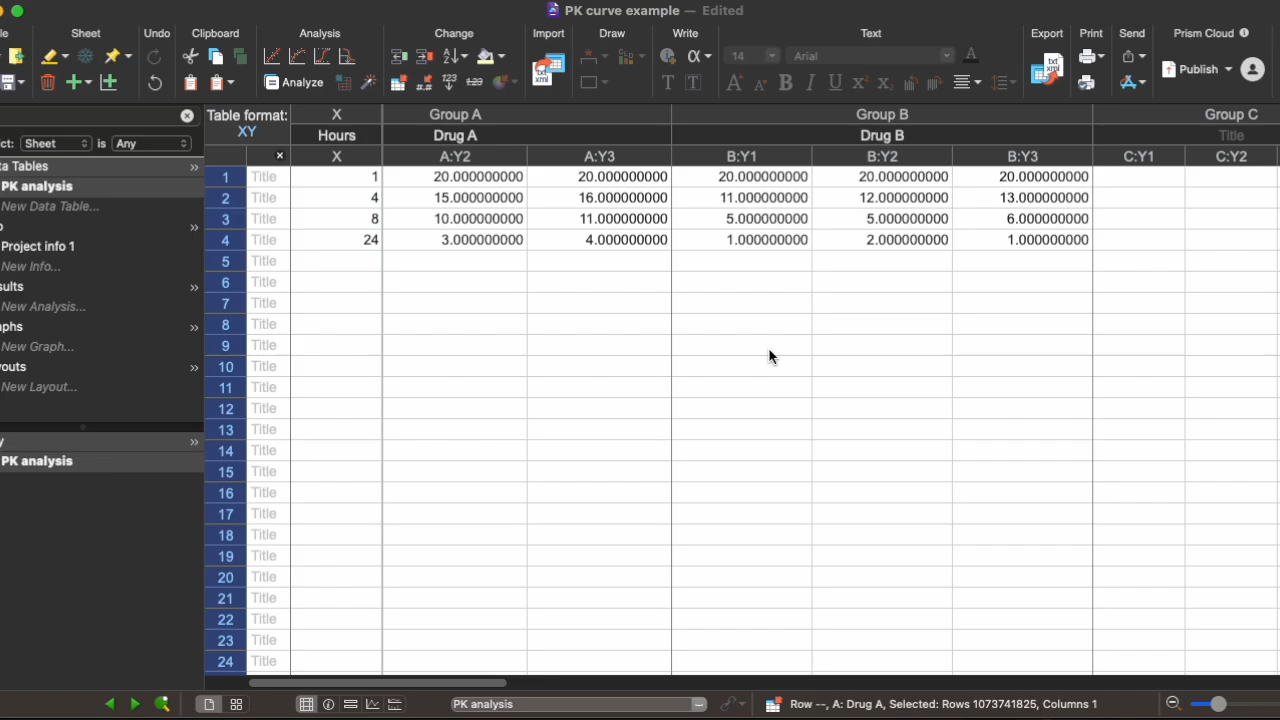 PK curve example — Edited
le Sheet Undo Clipboard Analysis Change Import Draw Write Text Export Print Send Prism Cloud
14 Arial
Analyze Publish
Table format: X Group A Group B Group C
XY Hours Drug A Drug B Title
X A:Y2 A:Y3 B:Y1 B:Y2 B:Y3 C:Y1 C:Y2
1 Title 1 20.000000000 20.000000000 20.000000000 20.000000000 20.000000000
2 Title 4 15.000000000 16.000000000 11.000000000 12.000000000 13.000000000
3 Title 8 10.000000000 11.000000000 5.000000000 5.000000000 6.000000000
4 Title 24 3.000000000 4.000000000 1.000000000 2.000000000 1.000000000
5 Title
6 Title
7 Title
8 Title
9 Title
10 Title
11 Title
12 Title
13 Title
14 Title
15 Title
16 Title
17 Title
18 Title
19 Title
20 Title
21 Title
22 Title
23 Title
24 Title
ct: Sheet is Any
ta Tables
PK analysis
New Data Table...
o
Project info 1
New Info...
sults
New Analysis...
aphs
New Graph...
youts
New Layout...
y
PK analysis
PK analysis
Row --, A: Drug A, Selected: Rows 1073741825, Columns 1